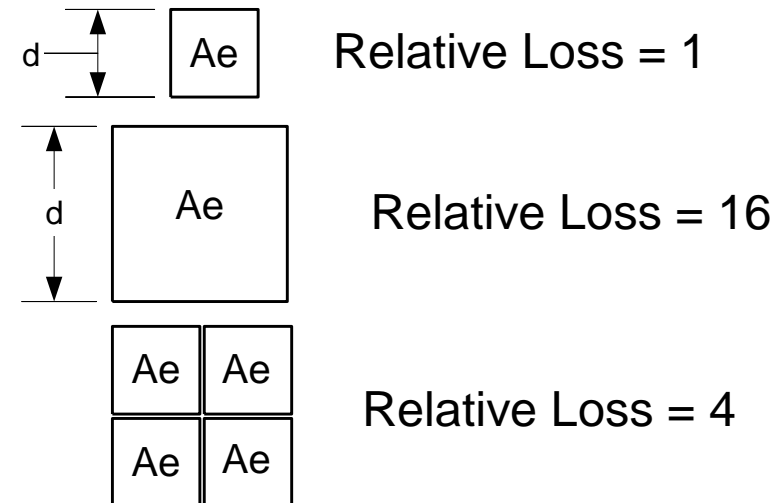 d Ae Relative Loss = 1
d Ae Relative Loss = 16
Ae Ae
Relative Loss = 4
Ae Ae